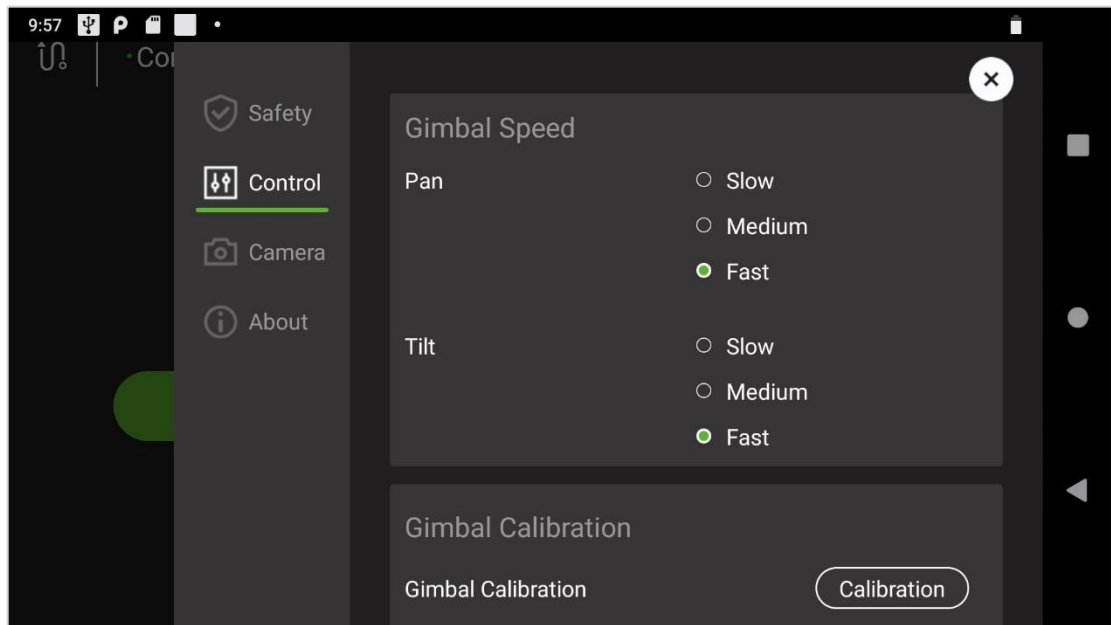 9:57
Cor
Safety
Control
Camera
About
Gimbal Speed
Pan
Slow
Medium
Fast
Tilt
Slow
Medium
Fast
Gimbal Calibration
Gimbal Calibration
Calibration